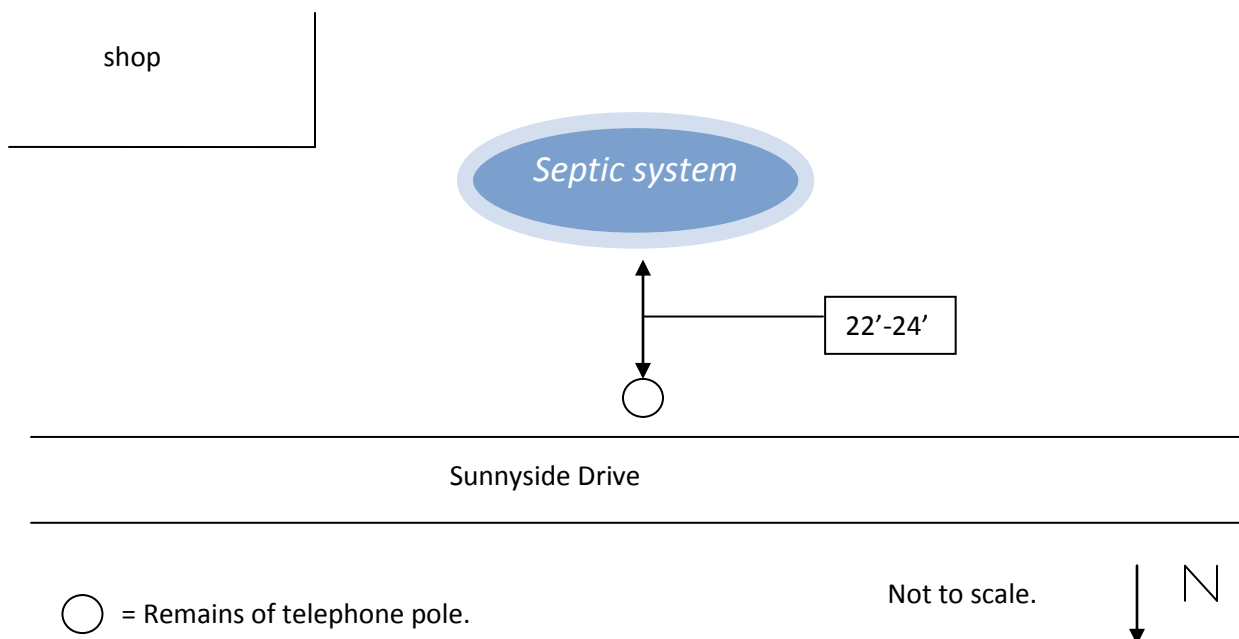 shop
Septic system
22’-24’
Sunnyside Drive
Not to scale.
N
= Remains of telephone pole.